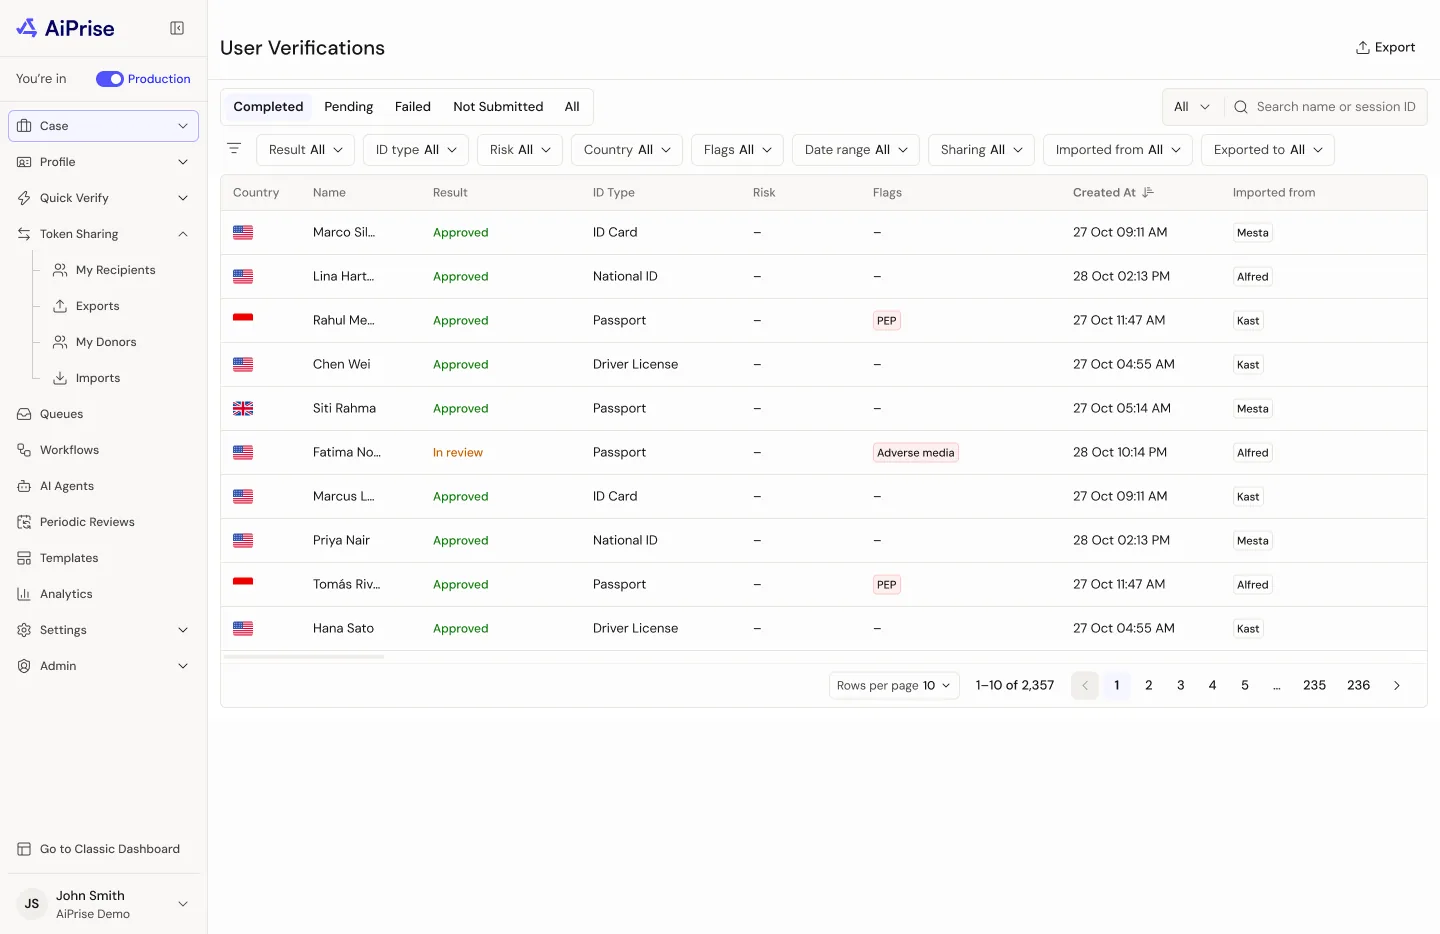 AiPrise
You're in Production
Case
Profile
Quick Verify
Token Sharing
My Recipients
Exports
My Donors
Imports
Queues
Workflows
AI Agents
Periodic Reviews
Templates
Analytics
Settings
Admin
Go to Classic Dashboard
JS
John Smith
AiPrise Demo
User Verifications
Export
Completed Pending Failed Not Submitted All
All Search name or session ID
Result All ID type All Risk All Country All Flags All Date range All Sharing All Imported from All Exported to All
Country Name Result ID Type Risk Flags Created At Imported from
Marco Sil... Approved ID Card – – 27 Oct 09:11 AM Mesta
Lina Hart... Approved National ID – – 28 Oct 02:13 PM Alfred
Rahul Me... Approved Passport – PEP 27 Oct 11:47 AM Kast
Chen Wei Approved Driver License – – 27 Oct 04:55 AM Kast
Siti Rahma Approved Passport – – 27 Oct 05:14 AM Mesta
Fatima No... In review Passport – Adverse media 28 Oct 10:14 PM Alfred
Marcus L... Approved ID Card – – 27 Oct 09:11 AM Kast
Priya Nair Approved National ID – – 28 Oct 02:13 PM Mesta
Tomás Riv... Approved Passport – PEP 27 Oct 11:47 AM Alfred
Hana Sato Approved Driver License – – 27 Oct 04:55 AM Kast
Rows per page 10 1–10 of 2,357 1 2 3 4 5 ... 235 236